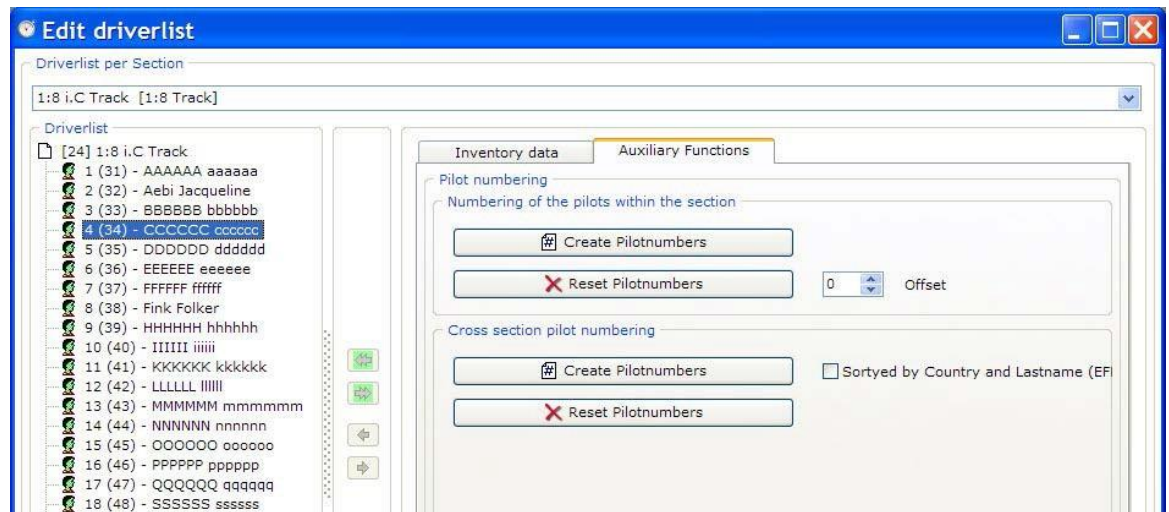 Edit driverlist
Driverlist per Section
1:8 i.C Track [1:8 Track]
Driverlist
[24] 1:8 i.C Track
1 (31) - AAAAAA aaaaaa
2 (32) - Aebi Jacqueline
3 (33) - BBBBBB bbbbbb
4 (34) - CCCCCC cccccc
5 (35) - DDDDDD dddddd
6 (36) - EEEEEE eeeeee
7 (37) - FFFFFF ffffff
8 (38) - Fink Folker
9 (39) - HHHHHH hhhhhh
10 (40) - IIIIII iiiiii
11 (41) - KKKKKK kkkkkk
12 (42) - LLLLLL llllll
13 (43) - MMMMMM mmmmmm
14 (44) - NNNNNN nnnnnn
15 (45) - OOOOOO oooooo
16 (46) - PPPPPP pppppp
17 (47) - QQQQQQ qqqqqq
18 (48) - SSSSSS ssssss
Inventory data
Auxiliary Functions
Pilot numbering
Numbering of the pilots within the section
# Create Pilotnumbers
Reset Pilotnumbers
0
Offset
Cross section pilot numbering
# Create Pilotnumbers
Sortyed by Country and Lastname (EF
Reset Pilotnumbers